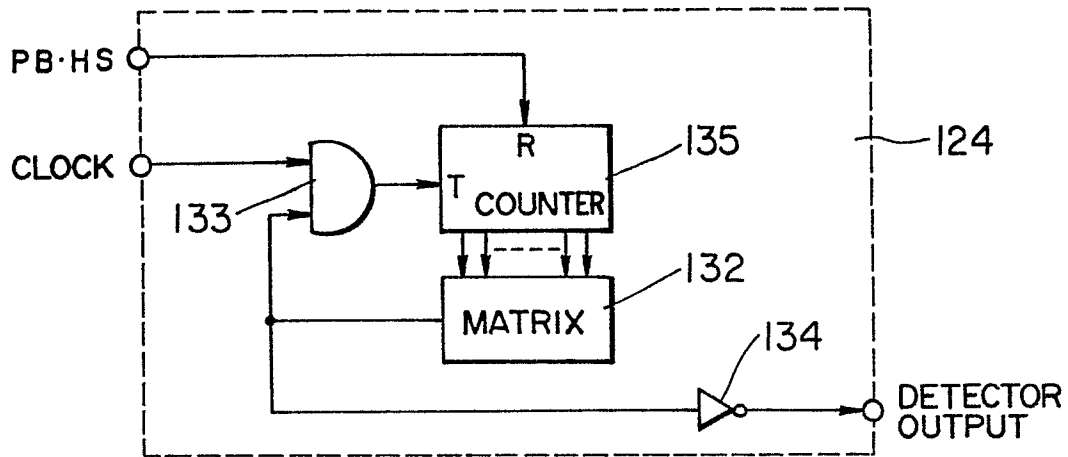 PB·HS
CLOCK
133
R
T
COUNTER
135
124
132
MATRIX
134
DETECTOR
OUTPUT